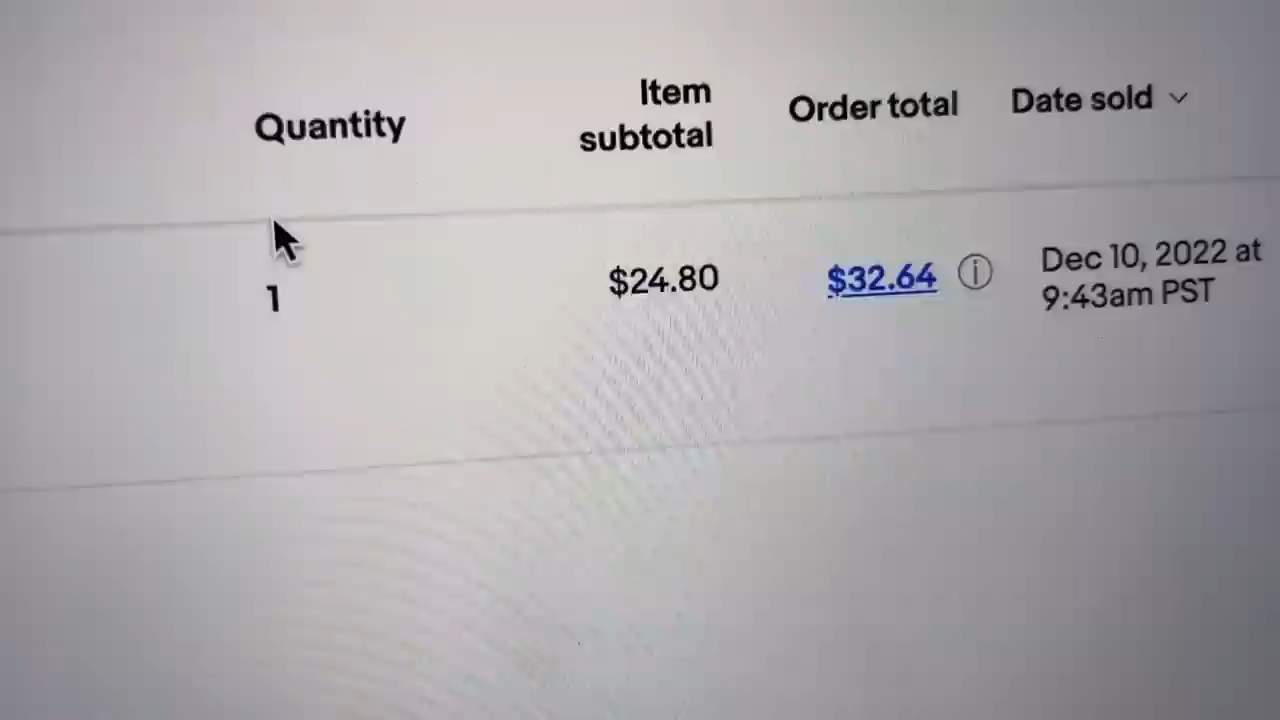 Quantity
Item
subtotal
Order total
Date sold
1
$24.80
$32.64
Dec 10, 2022 at
9:43am PST